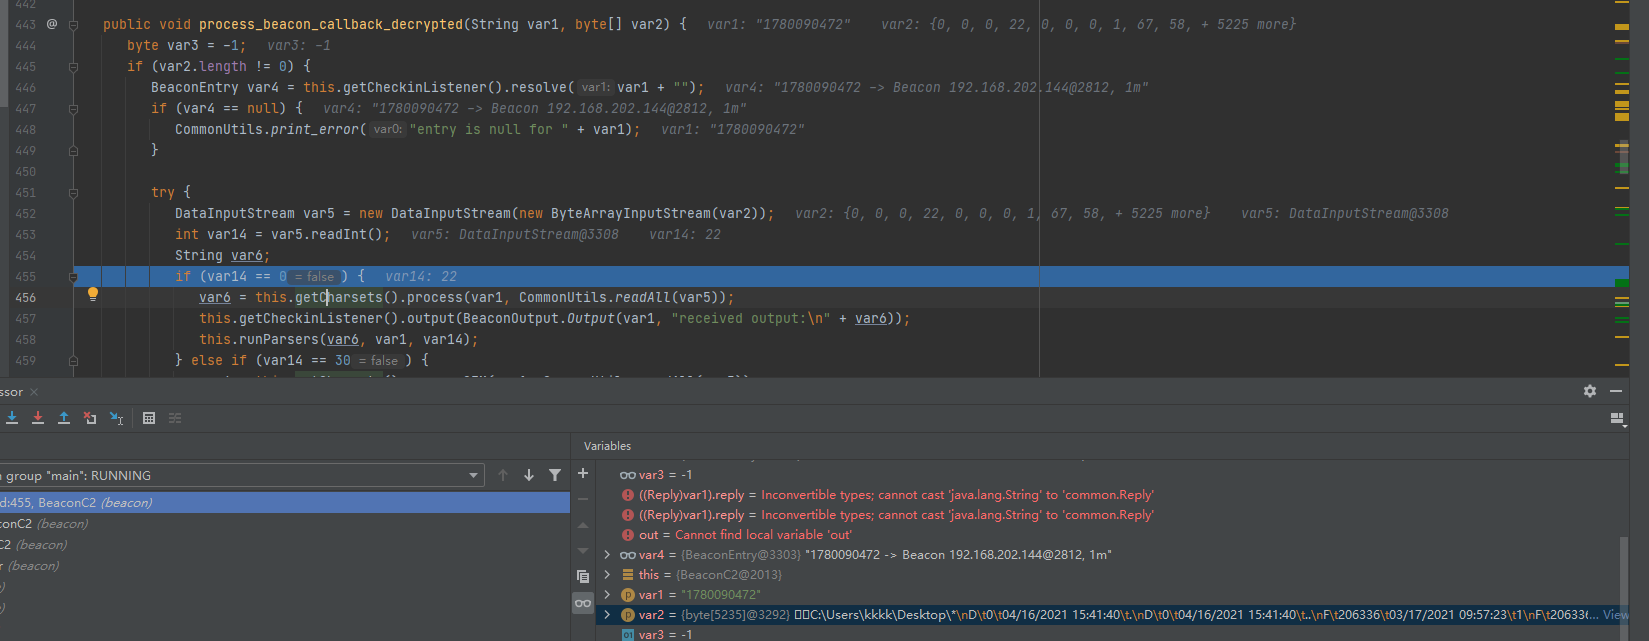 442
443 @ public void process_beacon_callback_decrypted(String var1, byte[] var2) { var1: "1780090472" var2: {0, 0, 0, 22, 0, 0, 0, 1, 67, 58, + 5225 more}
444 byte var3 = -1; var3: -1
445 if (var2.length != 0) {
446 BeaconEntry var4 = this.getCheckinListener().resolve( var1: var1 + ""); var4: "1780090472 -> Beacon 192.168.202.144@2812, 1m"
447 if (var4 == null) { var4: "1780090472 -> Beacon 192.168.202.144@2812, 1m"
448 CommonUtils.print_error( var0: "entry is null for " + var1); var1: "1780090472"
449 }
450
451 try {
452 DataInputStream var5 = new DataInputStream(new ByteArrayInputStream(var2)); var2: {0, 0, 0, 22, 0, 0, 0, 1, 67, 58, + 5225 more} var5: DataInputStream@3308
453 int var14 = var5.readInt(); var5: DataInputStream@3308 var14: 22
454 String var6;
455 if (var14 == 0 = false ) { var14: 22
456 var6 = this.getCharsets().process(var1, CommonUtils.readAll(var5));
457 this.getCheckinListener().output(BeaconOutput.Output(var1, "received output:\n" + var6));
458 this.runParsers(var6, var1, var14);
459 } else if (var14 == 30 = false ) {
ssor ×
Variables
group "main": RUNNING
d:455, BeaconC2 (beacon)
onC2 (beacon)
C2 (beacon)
r (beacon)
)
)
var3 = -1
((Reply)var1).reply = Inconvertible types; cannot cast 'java.lang.String' to 'common.Reply'
((Reply)var1).reply = Inconvertible types; cannot cast 'java.lang.String' to 'common.Reply'
out = Cannot find local variable 'out'
var4 = {BeaconEntry@3303} "1780090472 -> Beacon 192.168.202.144@2812, 1m"
this = {BeaconC2@2013}
var1 = "1780090472"
var2 = {byte[5235]@3292} C:\Users\kkkk\Desktop\*\nD\t0\t04/16/2021 15:41:40\t.\nD\t0\t04/16/2021 15:41:40\t..\nF\t206336\t03/17/2021 09:57:23\t1\nF\t20633... View
var3 = -1